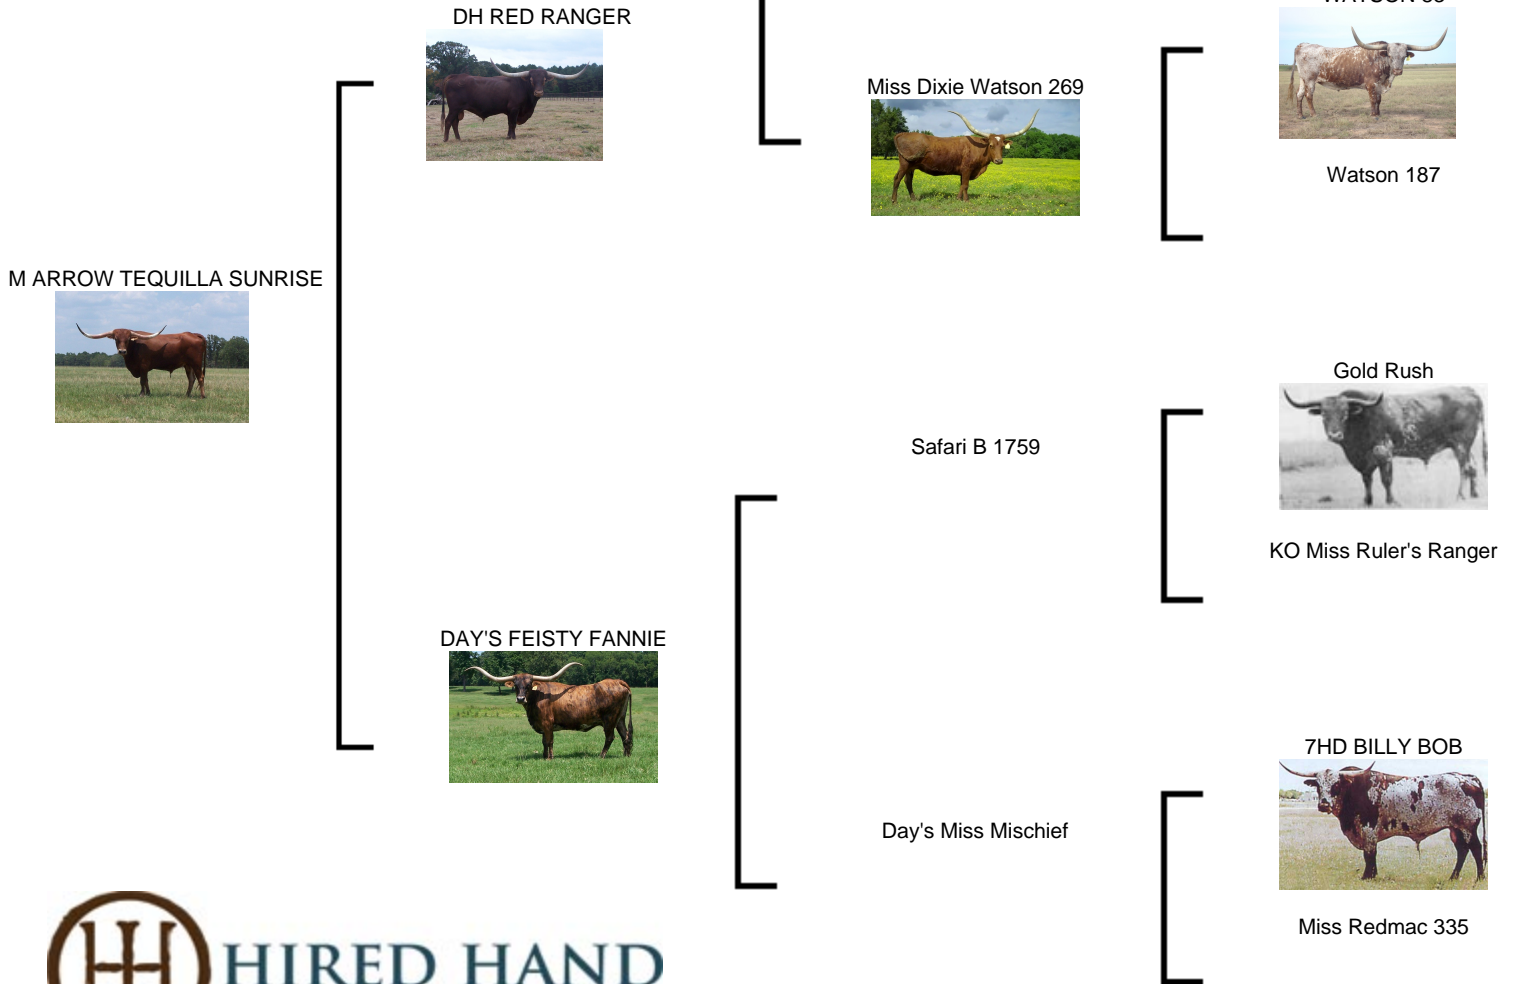 DH RED RANGER
Miss Dixie Watson 269
Watson 187
M ARROW TEQUILLA SUNRISE
Gold Rush
Safari B 1759
KO Miss Ruler's Ranger
DAY'S FEISTY FANNIE
7HD BILLY BOB
Day's Miss Mischief
Miss Redmac 335
HIRED HAND